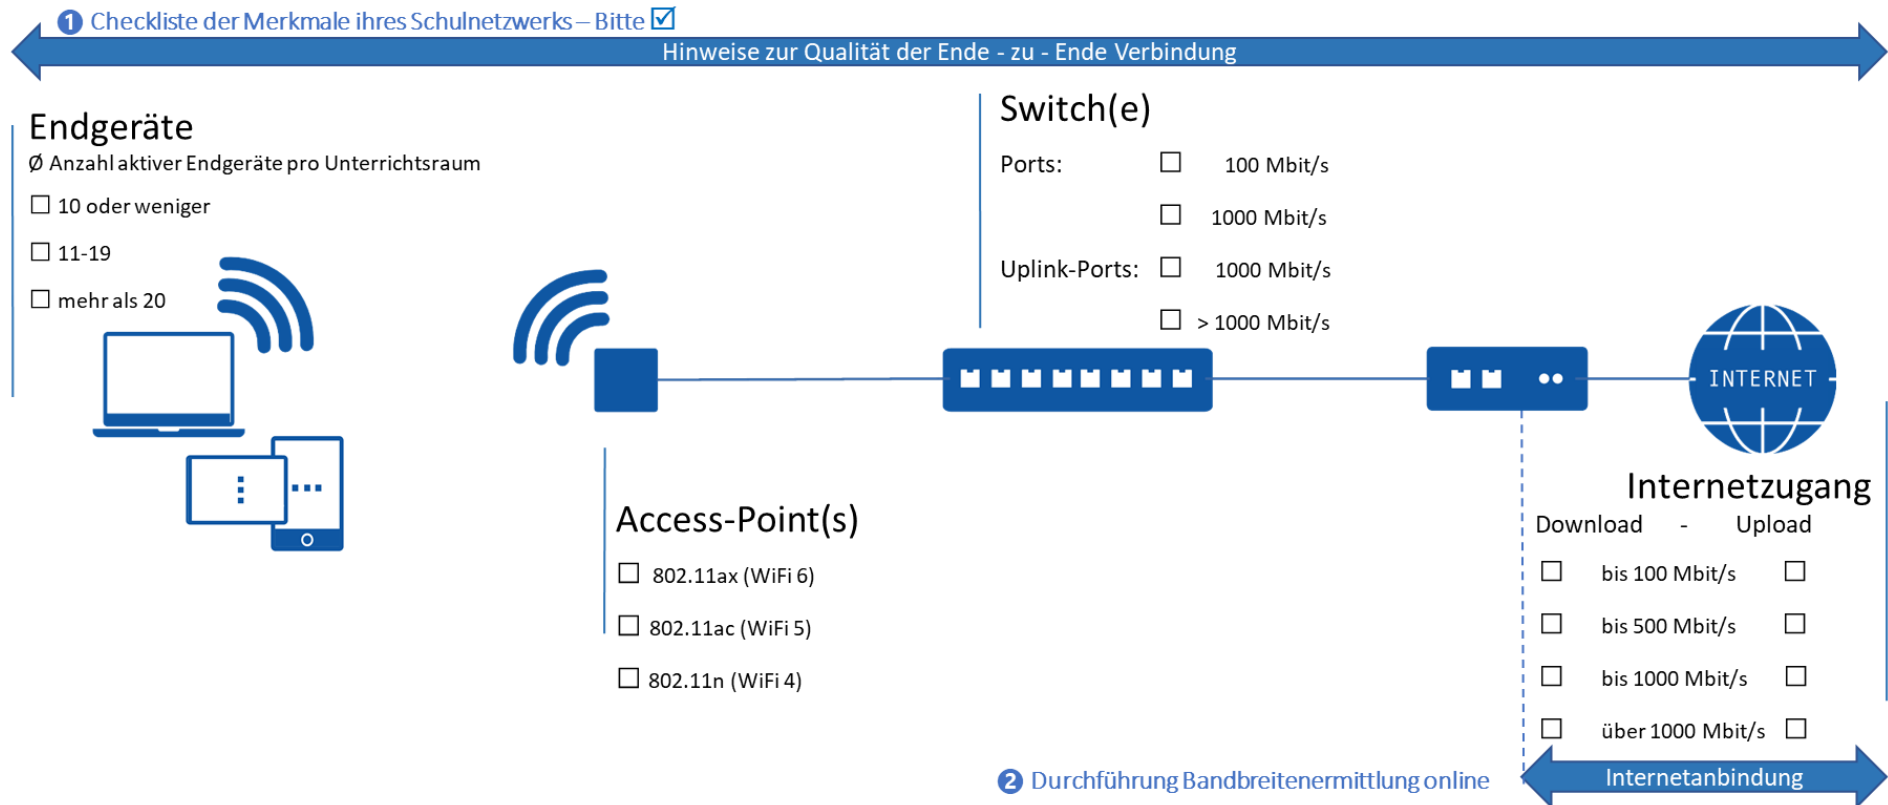 ❶ Checkliste der Merkmale ihres Schulnetzwerks – Bitte ☑
Hinweise zur Qualität der Ende - zu - Ende Verbindung
Endgeräte
Ø Anzahl aktiver Endgeräte pro Unterrichtsraum
☐ 10 oder weniger
☐ 11-19
☐ mehr als 20
Switch(e)
Ports: ☐ 100 Mbit/s
☐ 1000 Mbit/s
Uplink-Ports: ☐ 1000 Mbit/s
☐ > 1000 Mbit/s
INTERNET
Access-Point(s)
☐ 802.11ax (WiFi 6)
☐ 802.11ac (WiFi 5)
☐ 802.11n (WiFi 4)
Internetzugang
Download - Upload
☐ bis 100 Mbit/s ☐
☐ bis 500 Mbit/s ☐
☐ bis 1000 Mbit/s ☐
☐ über 1000 Mbit/s ☐
❷ Durchführung Bandbreitenermittlung online
Internetanbindung